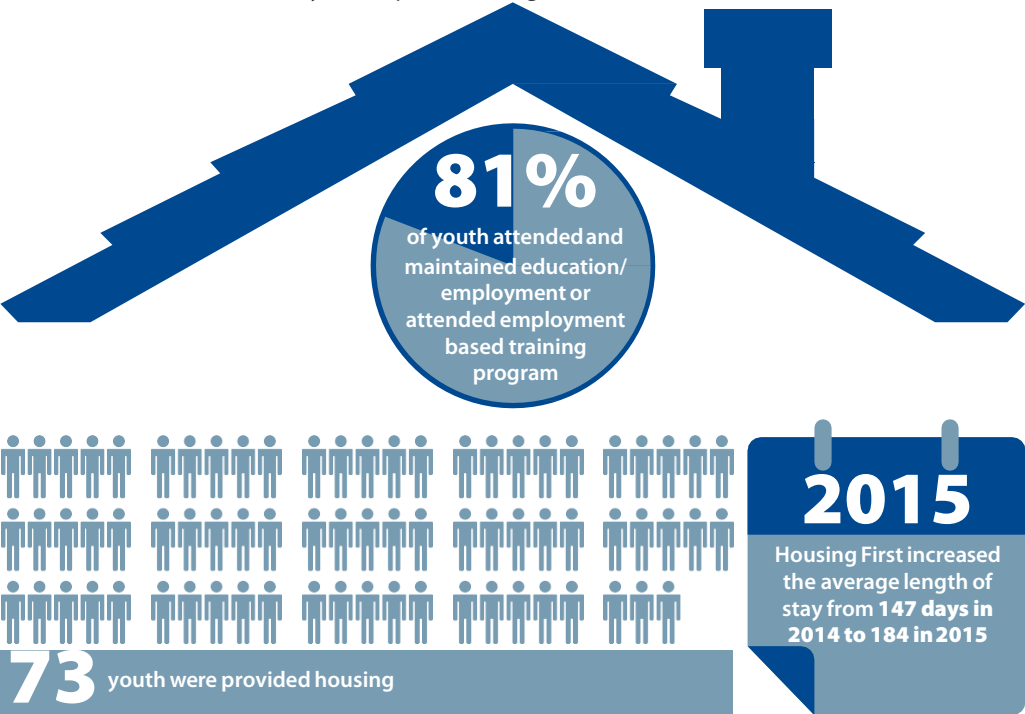 81%
of youth attended and
maintained education/
employment or
attended employment
based training
program
2015
Housing First increased
the average length of
stay from 147 days in
2014 to 184 in 2015
73 youth were provided housing